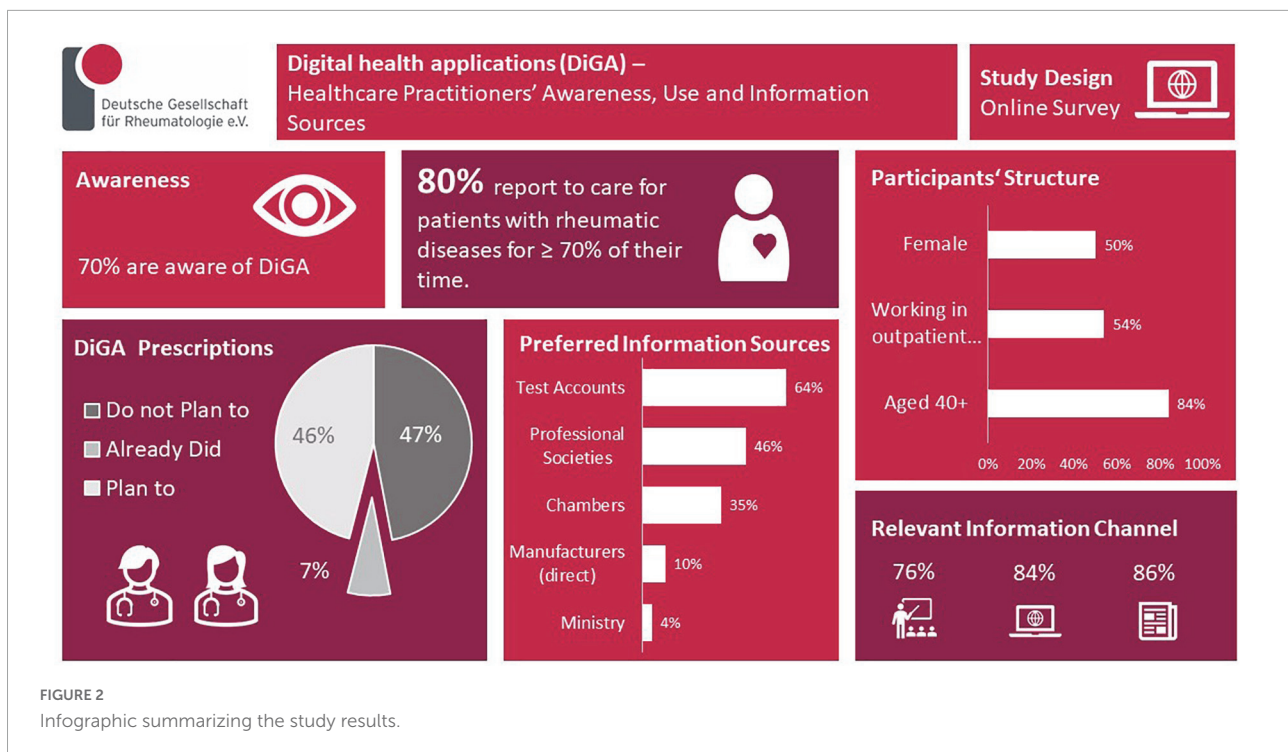 Deutsche Gesellschaft
für Rheumatologie e.V.
Digital health applications (DiGA) –
Healthcare Practitioners' Awareness, Use and Information
Sources
Study Design
Online Survey
Awareness
70% are aware of DiGA
80% report to care for
patients with rheumatic
diseases for ≥ 70% of their
time.
Participants‘ Structure
Female
50%
Working in
outpatient...
54%
Aged 40+
84%
0% 20% 40% 60% 80% 100%
DiGA Prescriptions
Do not Plan to
Already Did
Plan to
46%
47%
7%
Preferred Information Sources
Test Accounts
64%
Professional
Societies
46%
Chambers
35%
Manufacturers
(direct)
10%
Ministry
4%
Relevant Information Channel
76% 84% 86%
FIGURE 2
Infographic summarizing the study results.